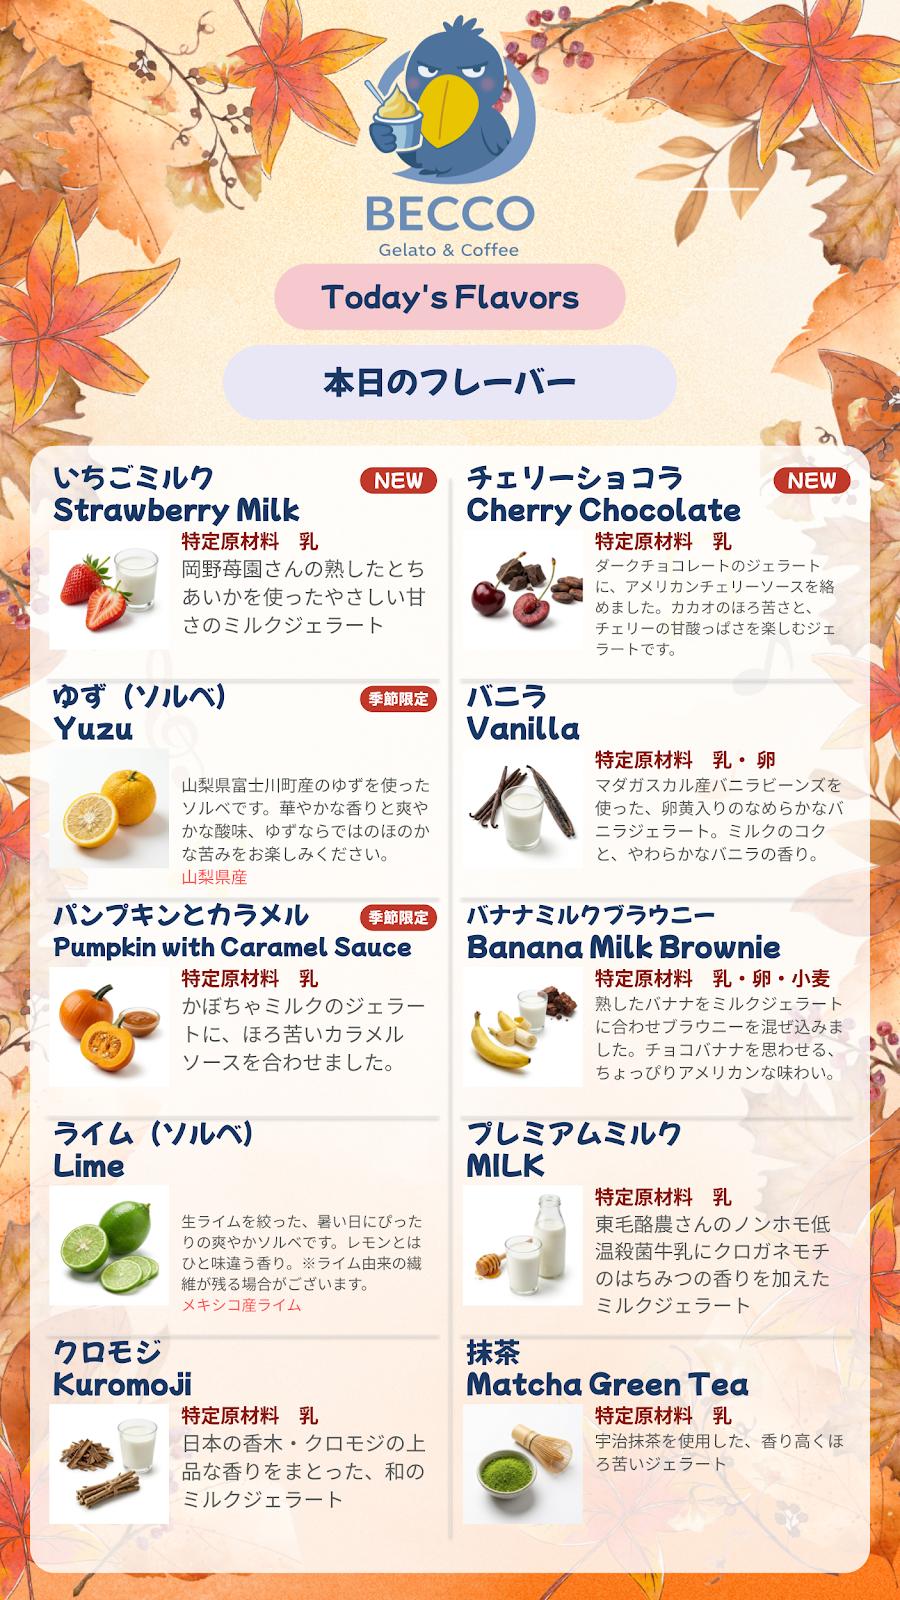 BECCO
Gelato & Coffee
Today's Flavors
本日のフレーバー
いちごミルク
NEW
Strawberry Milk
特定原材料　乳
岡野苺園さんの熟したとち
あいかを使ったやさしい甘
さのミルクジェラート
チェリーショコラ
NEW
Cherry Chocolate
特定原材料　乳
ダークチョコレートのジェラート
に、アメリカンチェリーソースを絡
めました。カカオのほろ苦さと、
チェリーの甘酸っぱさを楽しむジェ
ラートです。
ゆず（ソルベ）
季節限定
Yuzu
山梨県富士川町産のゆずを使った
ソルベです。華やかな香りと爽や
かな酸味、ゆずならではのほのか
な苦みをお楽しみください。
山梨県産
バニラ
Vanilla
特定原材料　乳・ 卵
マダガスカル産バニラビーンズを
使った、卵黄入りのなめらかなバ
ニラジェラート。ミルクのコク
と、やわらかなバニラの香り。
パンプキンとカラメル
季節限定
Pumpkin with Caramel Sauce
特定原材料　乳
かぼちゃミルクのジェラー
トに、ほろ苦いカラメル
ソースを合わせました。
バナナミルクブラウニー
Banana Milk Brownie
特定原材料　乳・卵・小麦
熟したバナナをミルクジェラート
に合わせブラウニーを混ぜ込みま
した。チョコバナナを思わせる、
ちょっぴりアメリカンな味わい。
ライム（ソルベ）
Lime
生ライムを絞った、暑い日にぴった
りの爽やかソルベです。レモンとは
ひと味違う香り。※ライム由来の繊
維が残る場合がございます。
メキシコ産ライム
プレミアムミルク
MILK
特定原材料　乳
東毛酪農さんのノンホモ低
温殺菌牛乳にクロガネモチ
のはちみつの香りを加えた
ミルクジェラート
クロモジ
Kuromoji
特定原材料　乳
日本の香木・クロモジの上
品な香りをまとった、和の
ミルクジェラート
抹茶
Matcha Green Tea
特定原材料　乳
宇治抹茶を使用した、香り高くほ
ろ苦いジェラート